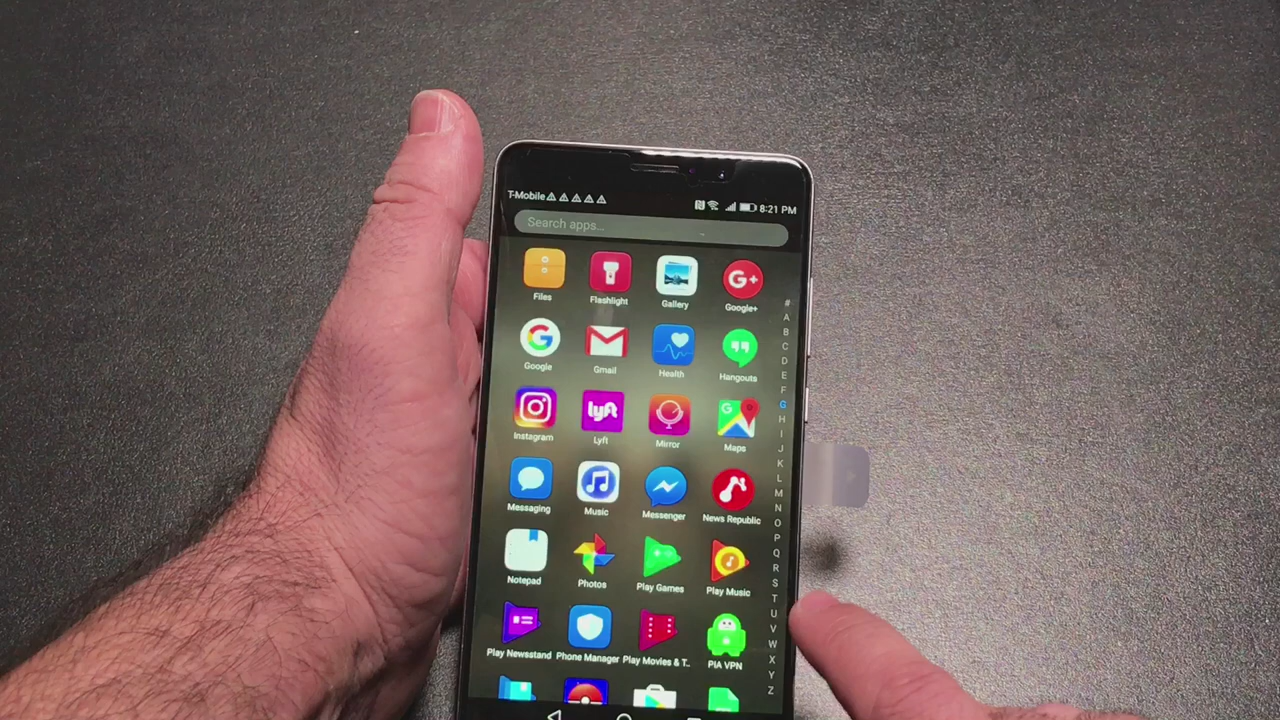 T-Mobile 8:21 PM
Search apps...
Files Flashlight Gallery Google+
Google Gmail Health Hangouts
Instagram Lyft Mirror Maps
Messaging Music Messenger News Republic
Notepad Photos Play Games Play Music
Play Newsstand Phone Manager Play Movies & T.. PIA VPN
G+
G
lyft
G
#
A
B
C
D
E
F
G
H
I
J
K
L
M
N
O
P
Q
R
S
T
U
V
W
X
Y
Z